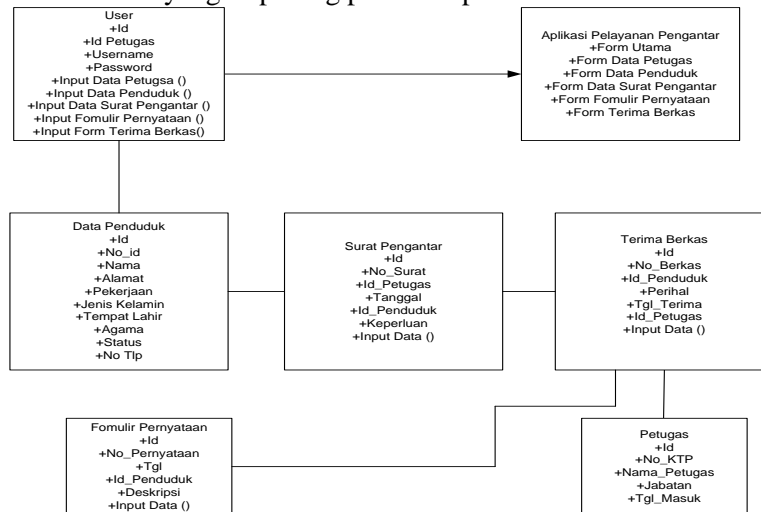 User
+Id
+Id Petugas
+Username
+Password
+Input Data Petugsa ()
+Input Data Penduduk ()
+Input Data Surat Pengantar ()
+Input Fomulir Pernyataan ()
+Input Form Terima Berkas()
Aplikasi Pelayanan Pengantar
+Form Utama
+Form Data Petugas
+Form Data Penduduk
+Form Data Surat Pengantar
+Form Fomulir Pernyataan
+Form Terima Berkas
Data Penduduk
+Id
+No_id
+Nama
+Alamat
+Pekerjaan
+Jenis Kelamin
+Tempat Lahir
+Agama
+Status
+No Tlp
Surat Pengantar
+Id
+No_Surat
+Id_Petugas
+Tanggal
+Id_Penduduk
+Keperluan
+Input Data ()
Terima Berkas
+Id
+No_Berkas
+Id_Penduduk
+Perihal
+Tgl_Terima
+Id_Petugas
+Input Data ()
Fomulir Pernyataan
+Id
+No_Pernyataan
+Tgl
+Id_Penduduk
+Deskripsi
+Input Data ()
Petugas
+Id
+No_KTP
+Nama_Petugas
+Jabatan
+Tgl_Masuk